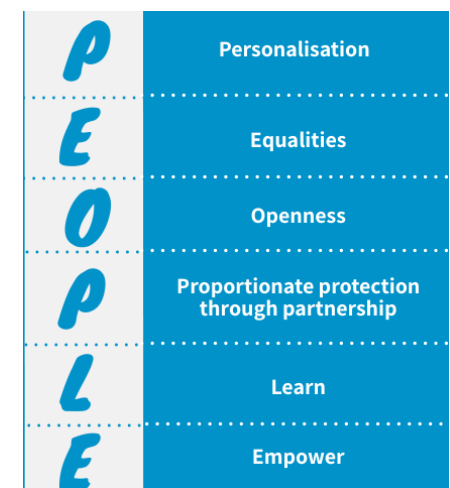 P Personalisation
E Equalities
O Openness
P Proportionate protection
through partnership
L Learn
E Empower